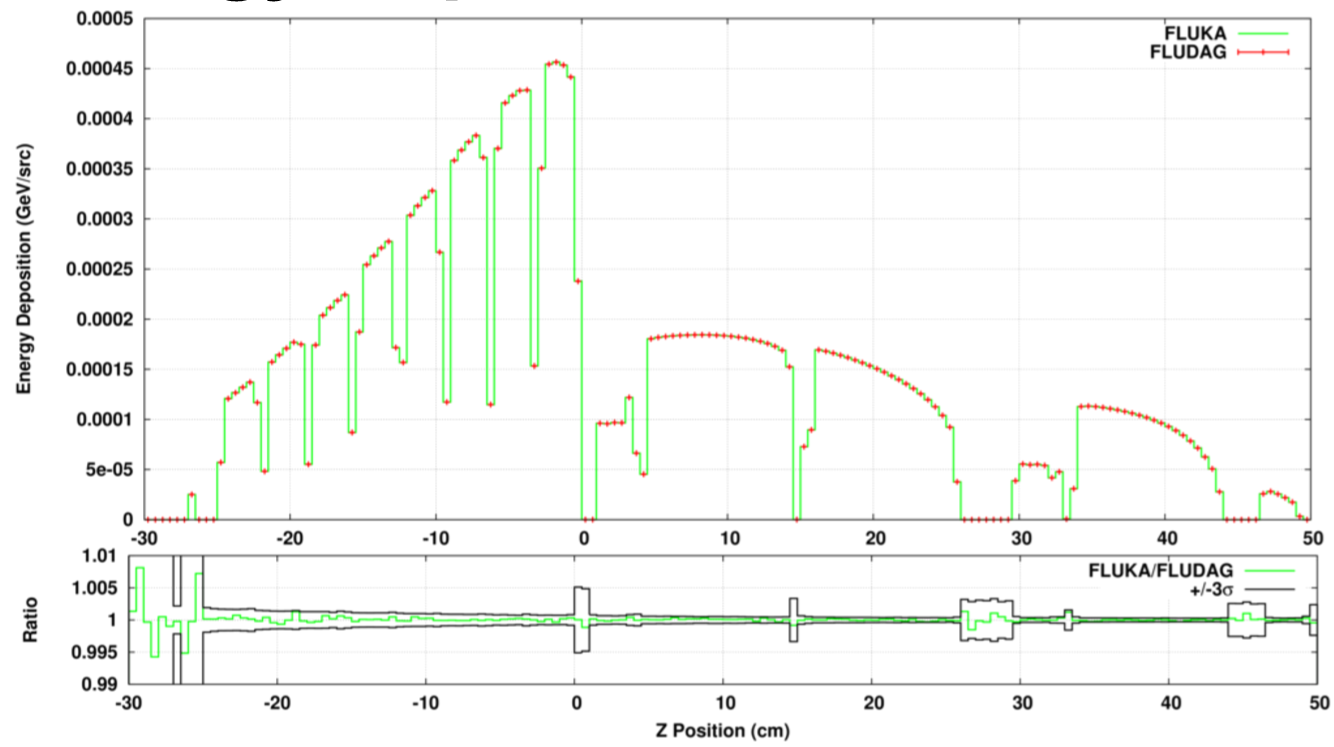 0.0005
FLUKA
FLUDAG
0.00045
0.0004
0.00035
0.0003
0.00025
0.0002
0.00015
0.0001
5e-05
0
Energy Deposition (GeV/src)
-30 -20 -10 0 10 20 30 40 50
1.01
FLUKA/FLUDAG
+/-3σ
1.005
1
0.995
0.99
Ratio
-30 -20 -10 0 10 20 30 40 50
Z Position (cm)